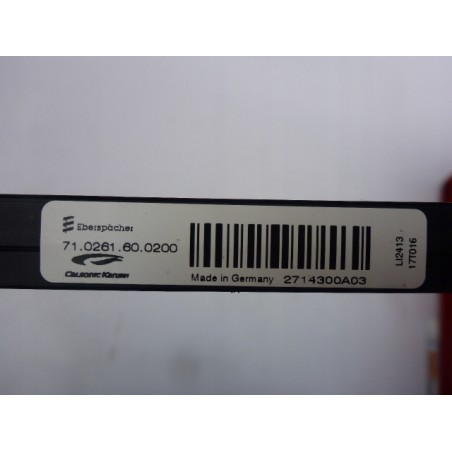 Eberspächer
71.0261.60.0200
Calsonic Kansei
Made in Germany 2714300A03
LI2413
17T016